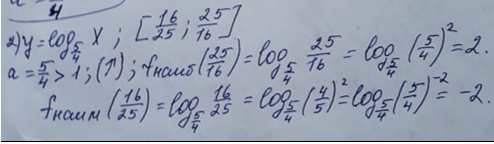 a = 5/4
2) y = log_{5/4} x ; [16/25 ; 25/16]
a = 5/4 > 1 ; (↑) ; fнаиб (25/16) = log_{5/4} 25/16 = log_{5/4} (5/4)^2 = 2.
fнаим (16/25) = log_{5/4} 16/25 = log_{5/4} (4/5)^2 = log_{5/4} (5/4)^{-2} = -2.